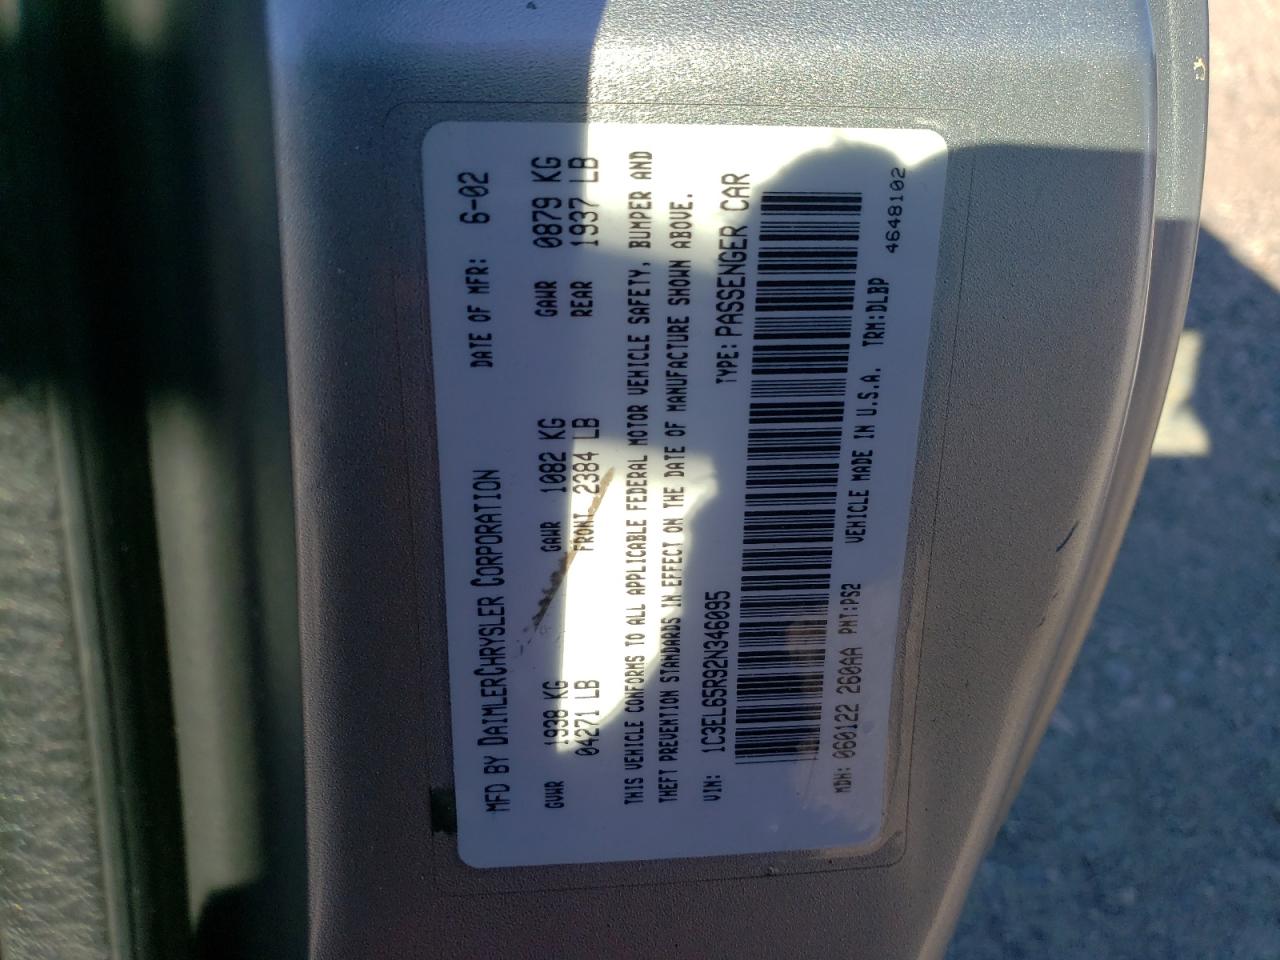 MFD BY DAIMLERCHRYSLER CORPORATION DATE OF MFR: 6-02
GVWR 1938 KG GAWR 1082 KG GAWR 0879 KG
04271 LB FRONT 2384 LB REAR 1937 LB
THIS VEHICLE CONFORMS TO ALL APPLICABLE FEDERAL MOTOR VEHICLE SAFETY, BUMPER AND
THEFT PREVENTION STANDARDS IN EFFECT ON THE DATE OF MANUFACTURE SHOWN ABOVE.
VIN: 1C3EL65R92N346095 TYPE: PASSENGER CAR
MDH: 060122 260AA PNT:PS2 VEHICLE MADE IN U.S.A. TRM:DLBP
4648102